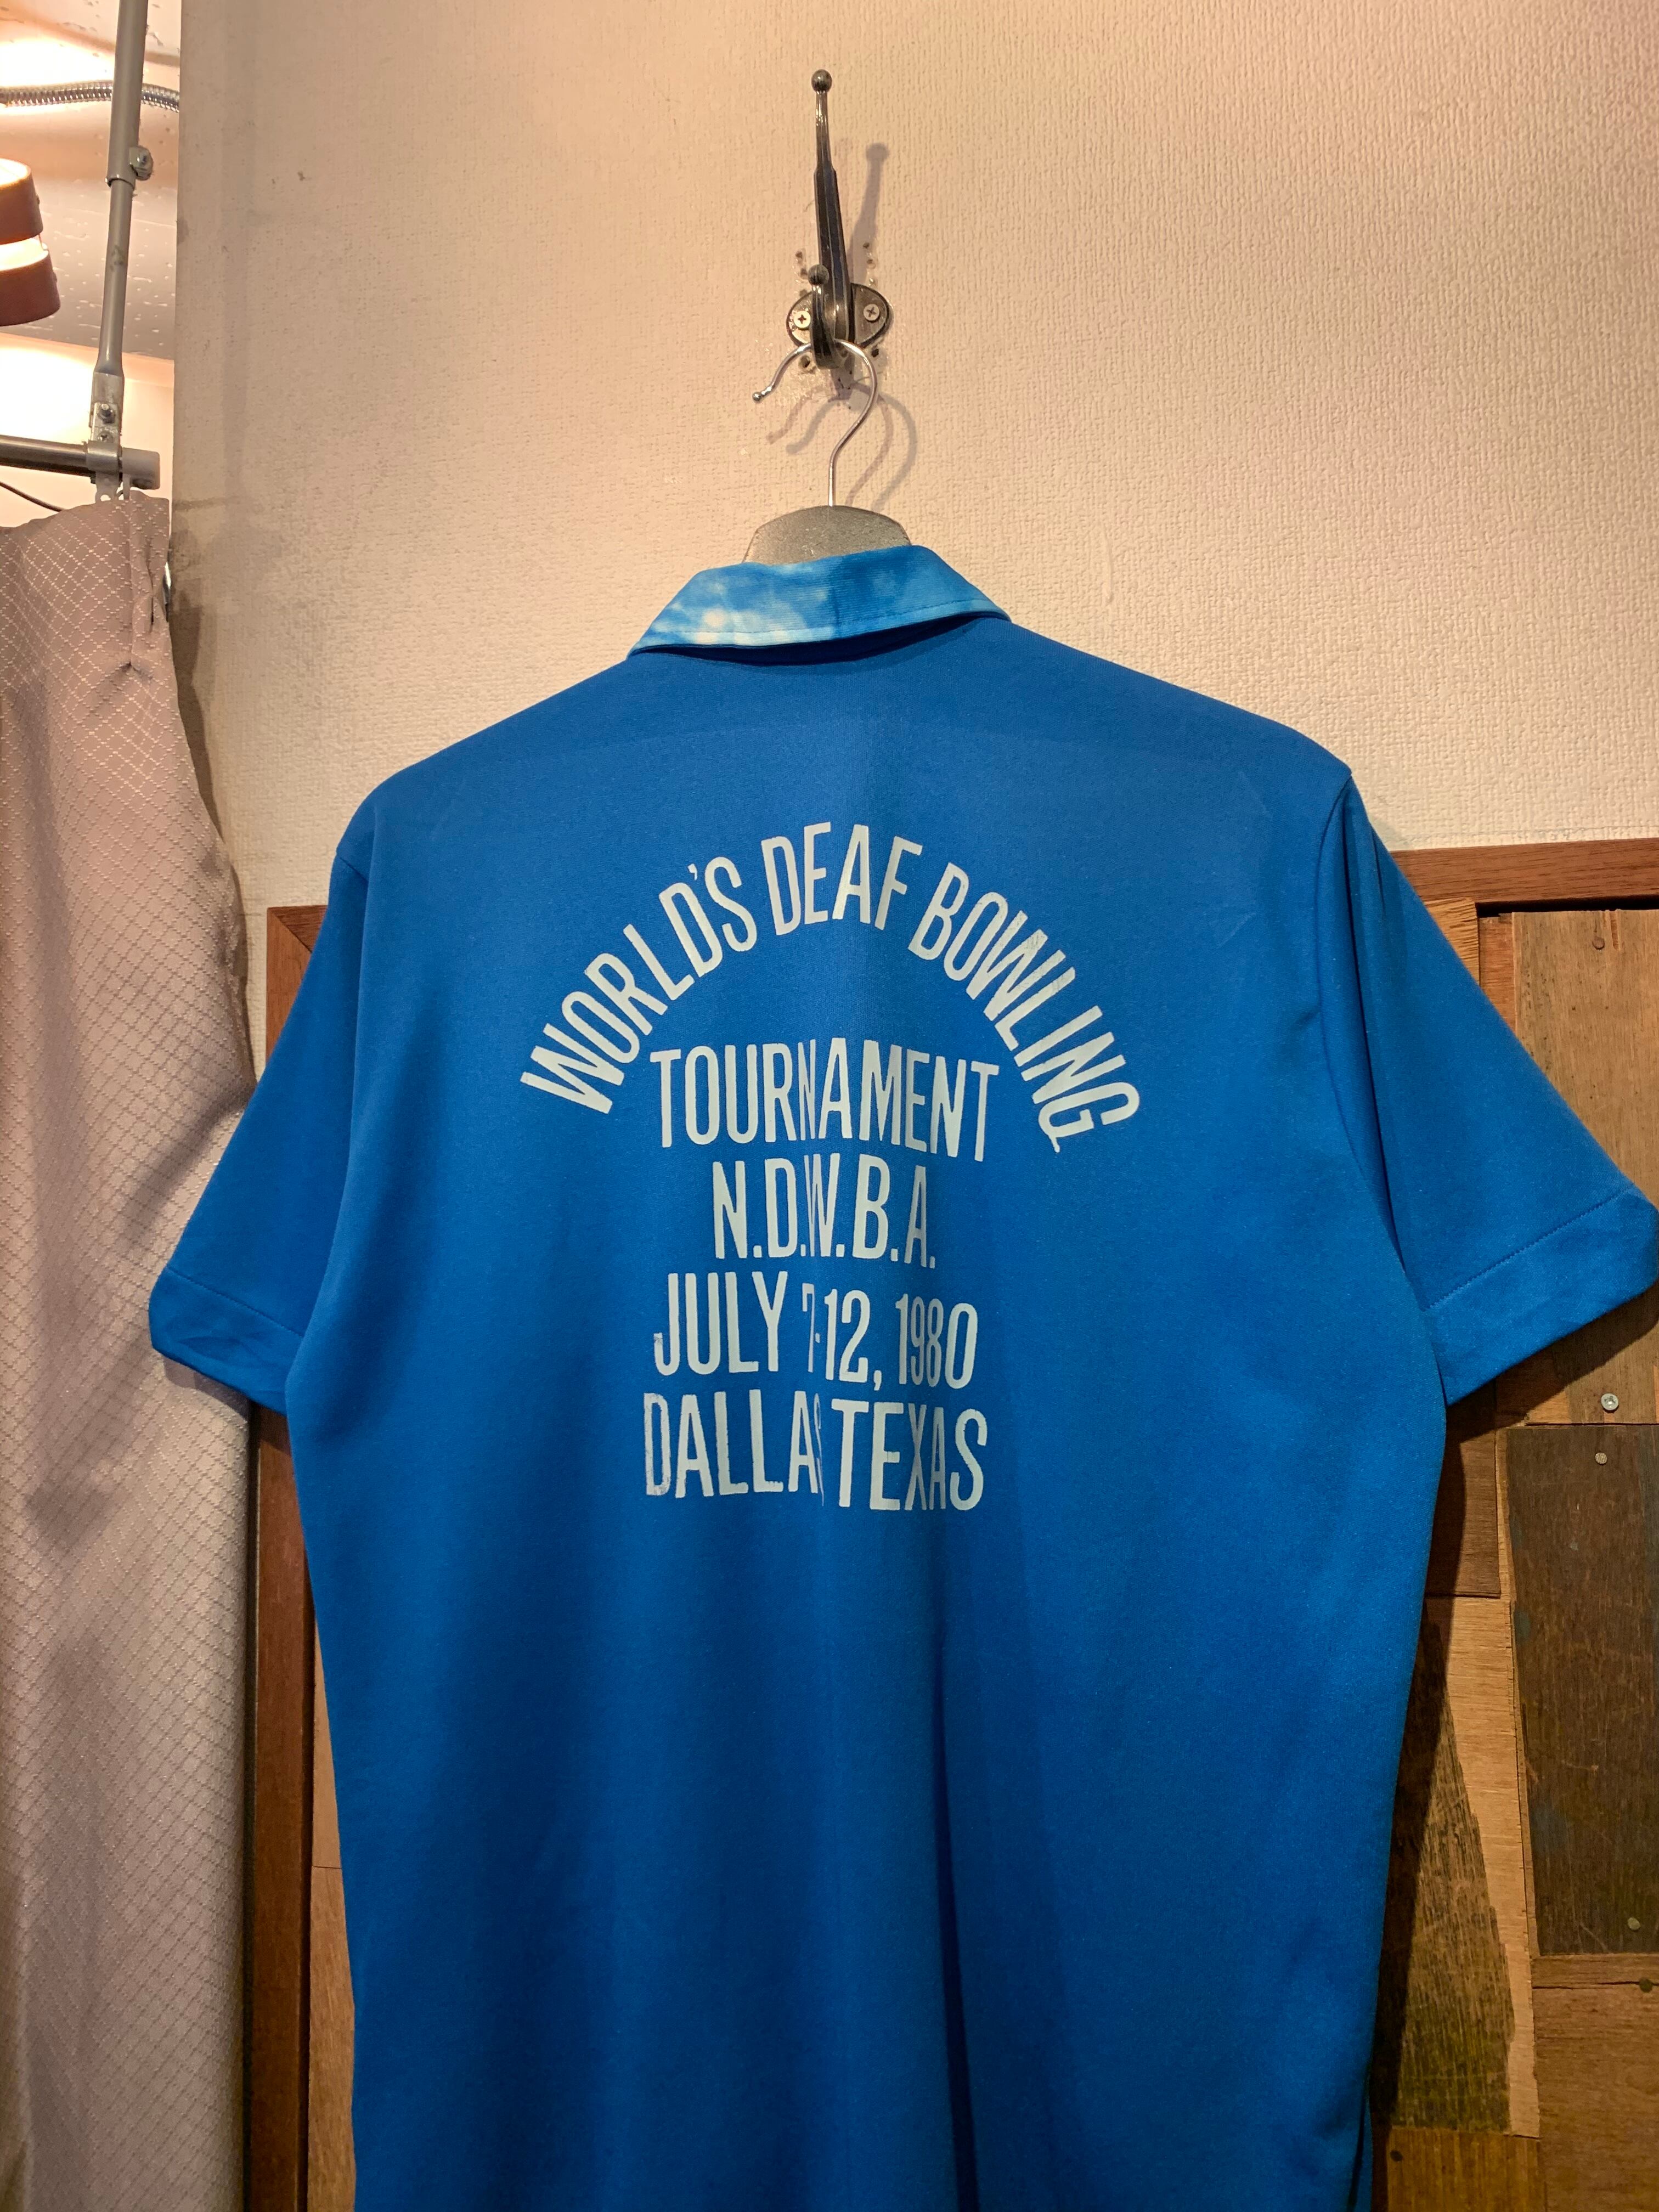 WORLD'S DEAF BOWLING
TOURNAMENT
N.D.W.B.A.
JULY 7-12, 1980
DALLAS TEXAS